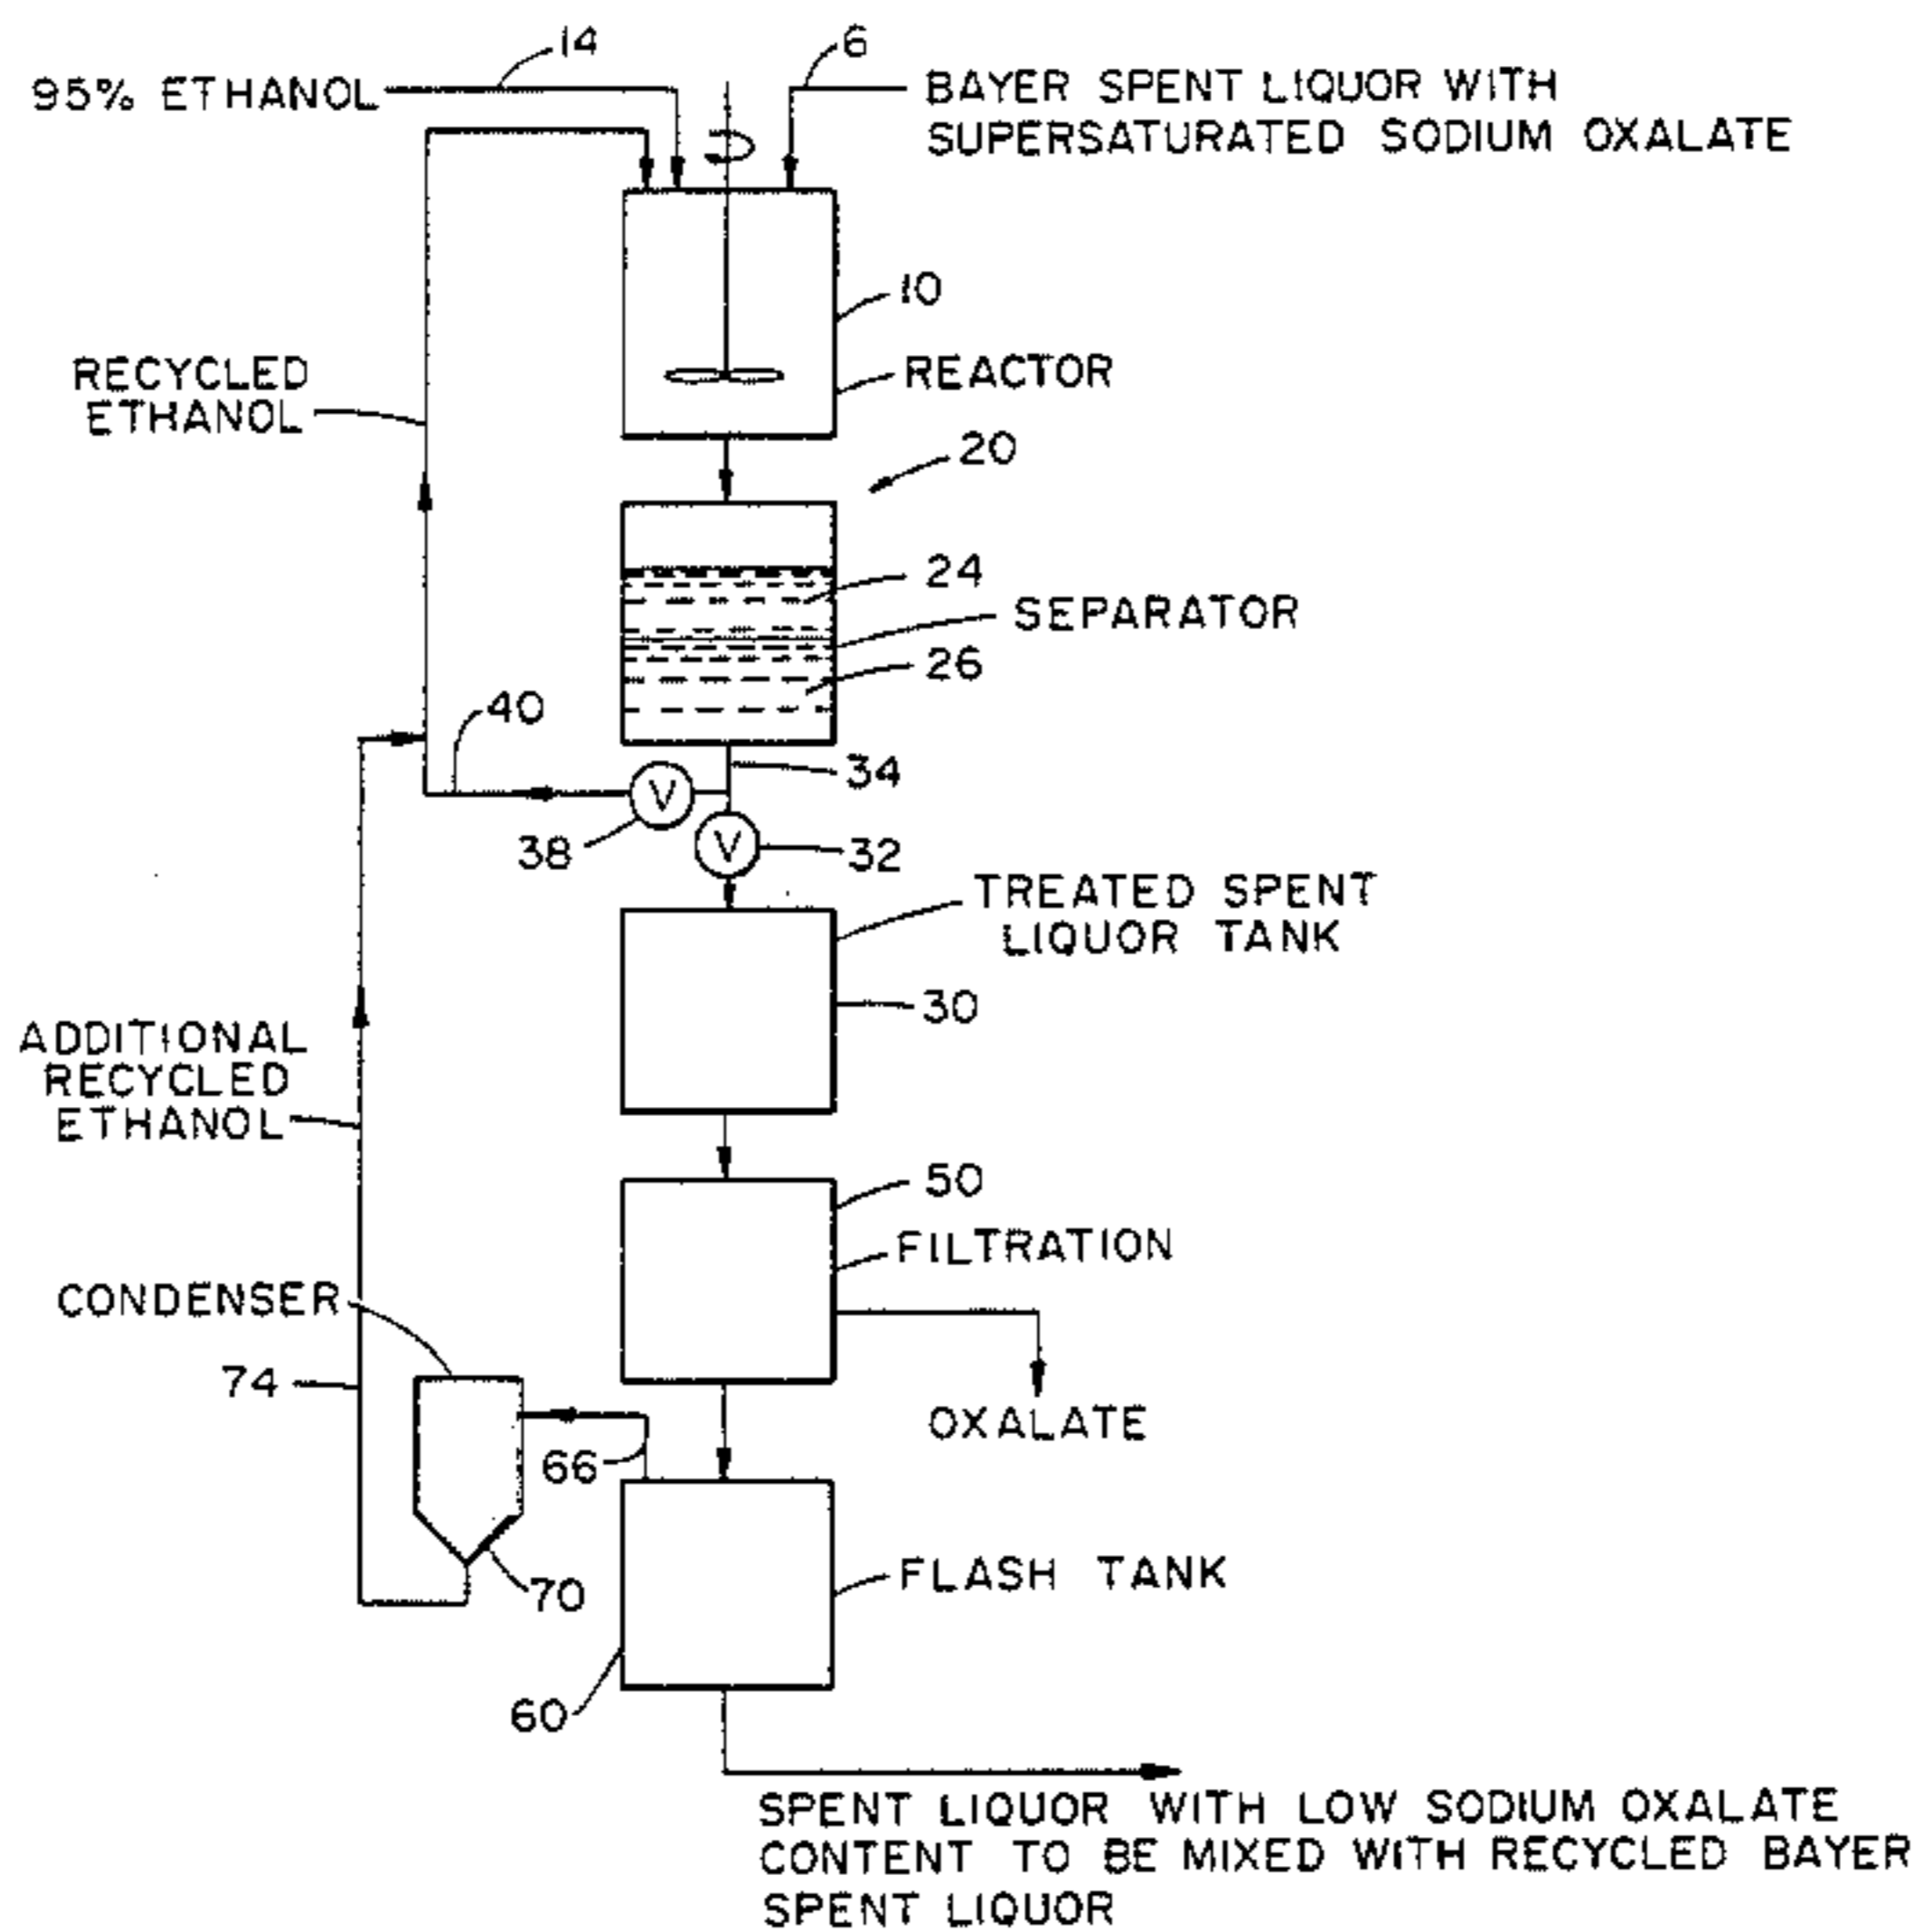 14
6
95% ETHANOL
BAYER SPENT LIQUOR WITH
SUPERSATURATED SODIUM OXALATE
10
RECYCLED
ETHANOL
REACTOR
20
24
SEPARATOR
26
40
34
V
38
V
32
TREATED SPENT
LIQUOR TANK
30
ADDITIONAL
RECYCLED
ETHANOL
50
FILTRATION
CONDENSER
74
OXALATE
66
70
FLASH TANK
60
SPENT LIQUOR WITH LOW SODIUM OXALATE
CONTENT TO BE MIXED WITH RECYCLED BAYER
SPENT LIQUOR